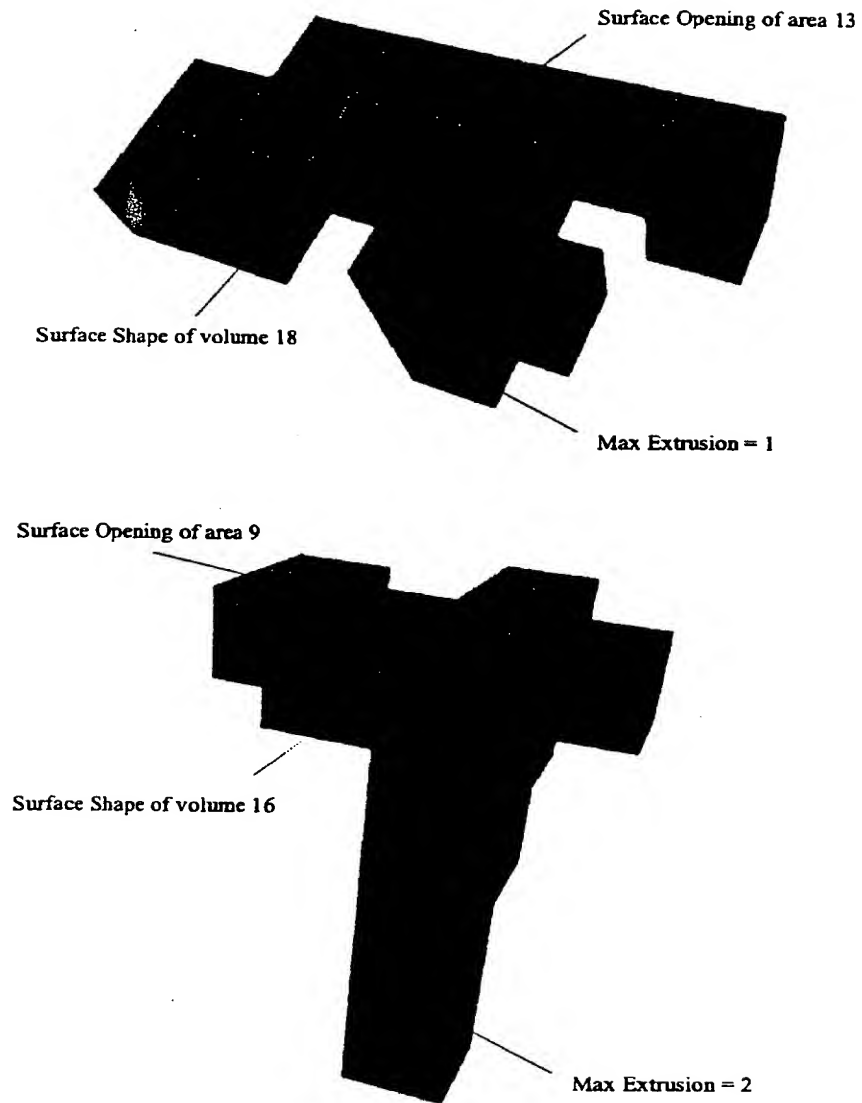 Surface Opening of area 13
Surface Shape of volume 18
Max Extrusion = 1
Surface Opening of area 9
Surface Shape of volume 16
Max Extrusion = 2